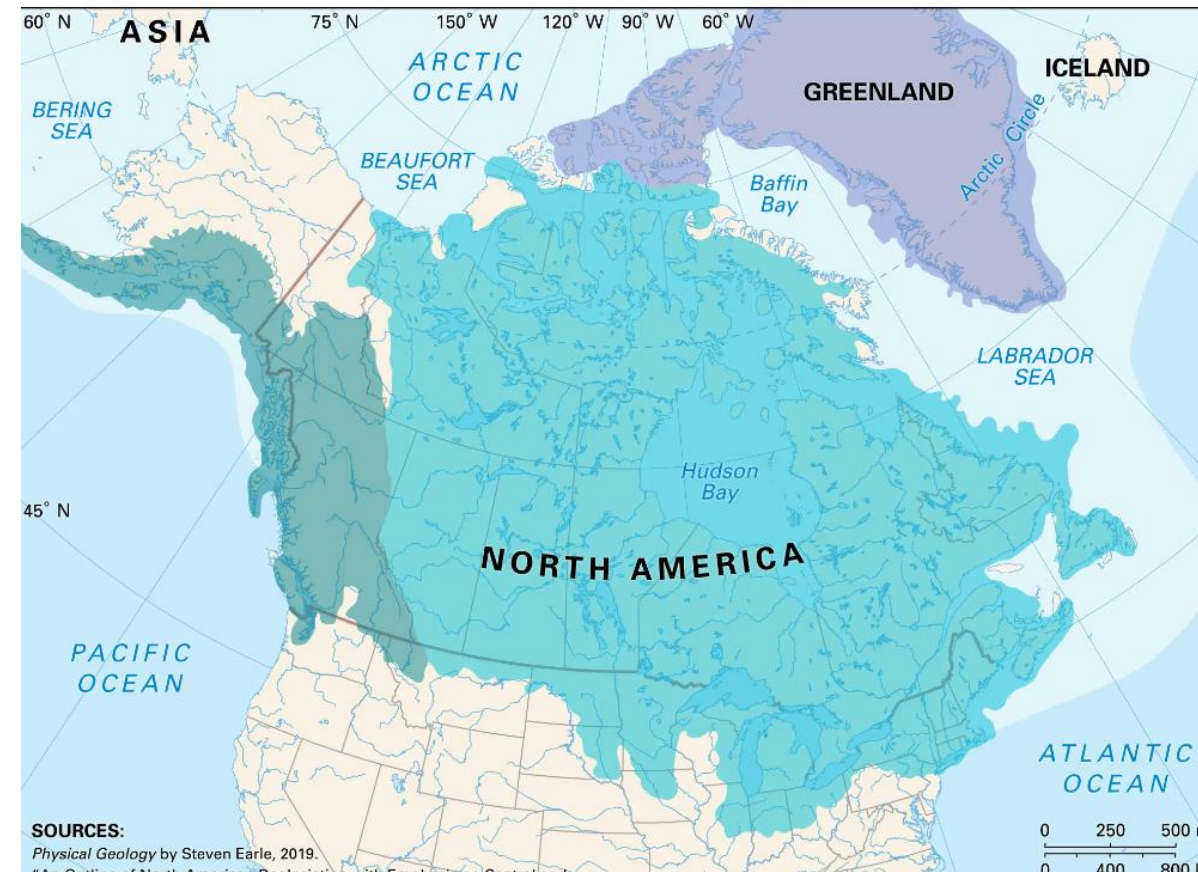 60° N
75° N
150° W
120° W
90° W
60° W
ASIA
ARCTIC
OCEAN
ICELAND
GREENLAND
BERING
SEA
Arctic Circle
BEAUFORT
SEA
Baffin
Bay
LABRADOR
SEA
Hudson
Bay
45° N
NORTH AMERICA
PACIFIC
OCEAN
ATLANTIC
OCEAN
SOURCES:
Physical Geology by Steven Earle, 2019.
0 250 500
0 400 800